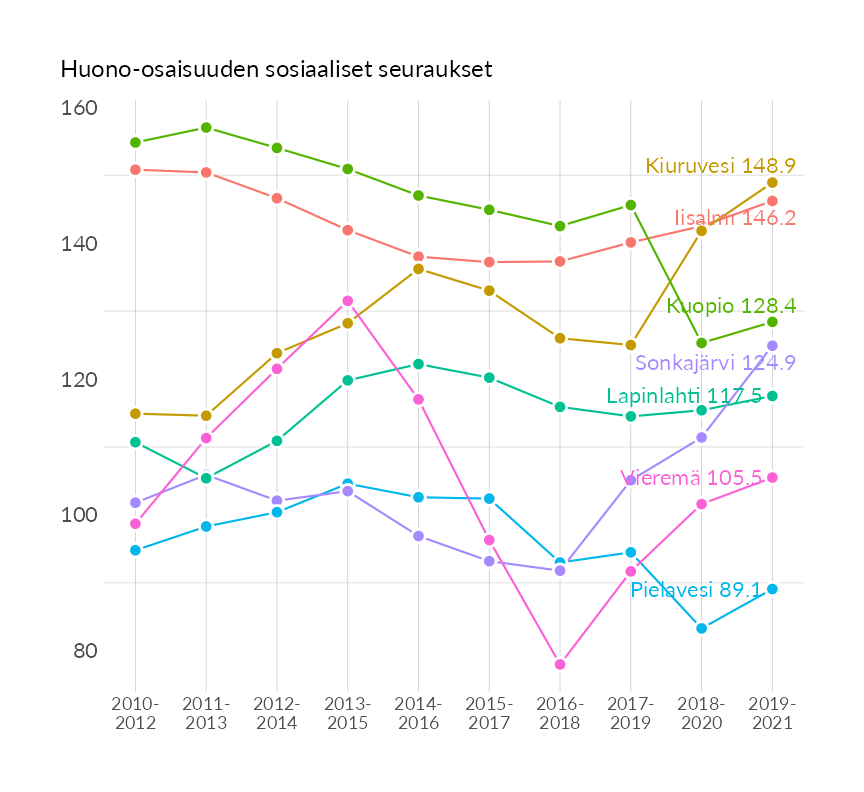 Huono-osaisuuden sosiaaliset seuraukset
160
140
120
100
80
Kiuruvesi 148.9
Iisalmi 146.2
Kuopio 128.4
Sonkajärvi 124.9
Lapinlahti 117.5
Vieremä 105.5
Pielavesi 89.1
2010- 2011- 2012- 2013- 2014- 2015- 2016- 2017- 2018- 2019-
2012 2013 2014 2015 2016 2017 2018 2019 2020 2021